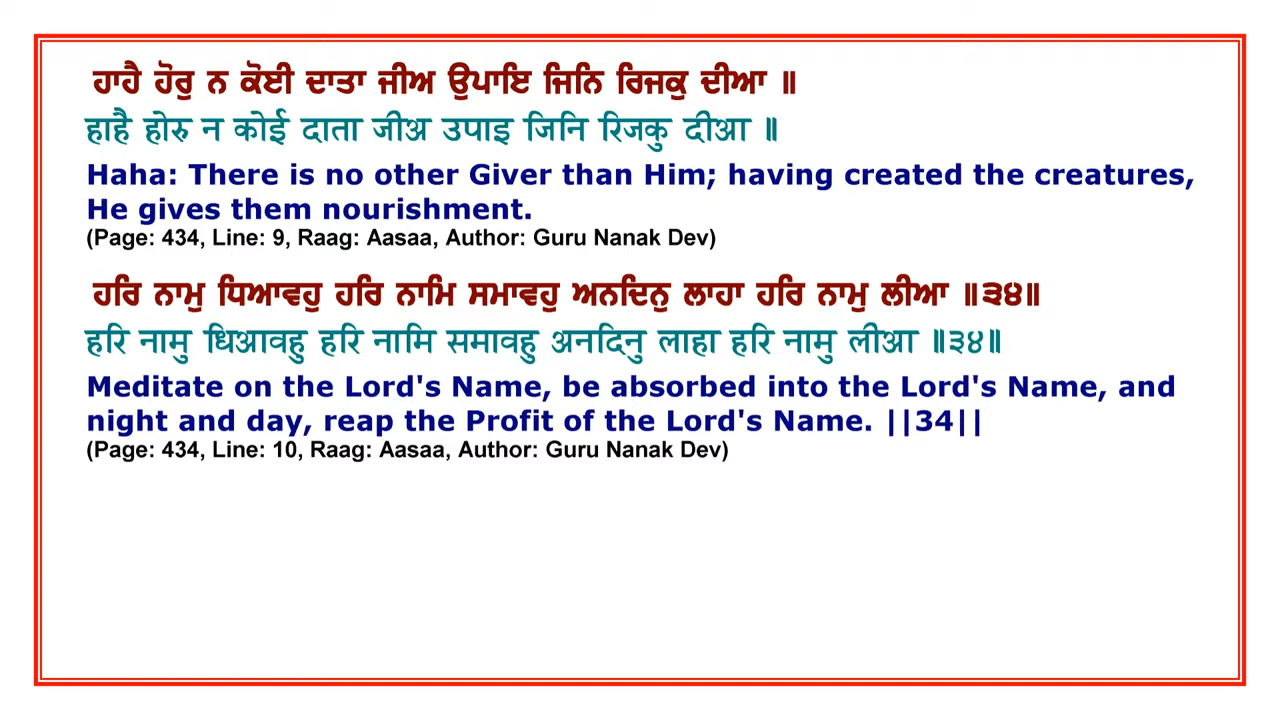 ਹਾਹੈ ਹੋਰੁ ਨ ਕੋਈ ਦਾਤਾ ਜੀਅ ਉਪਾਇ ਜਿਨਿ ਰਿਜਕੁ ਦੀਆ ॥
हाहै होरु न कोई दाता जीअ उपाइ जिनि रिजकु दीआ ॥
Haha: There is no other Giver than Him; having created the creatures,
He gives them nourishment.
(Page: 434, Line: 9, Raag: Aasaa, Author: Guru Nanak Dev)
ਹਰਿ ਨਾਮੁ ਧਿਆਵਹੁ ਹਰਿ ਨਾਮਿ ਸਮਾਵਹੁ ਅਨਦਿਨੁ ਲਾਹਾ ਹਰਿ ਨਾਮੁ ਲੀਆ ॥੩੪॥
हरि नामु धिआवहु हरि नामि समावहु अनदिनु लाहा हरि नामु लीआ ॥३४॥
Meditate on the Lord's Name, be absorbed into the Lord's Name, and
night and day, reap the Profit of the Lord's Name. ||34||
(Page: 434, Line: 10, Raag: Aasaa, Author: Guru Nanak Dev)